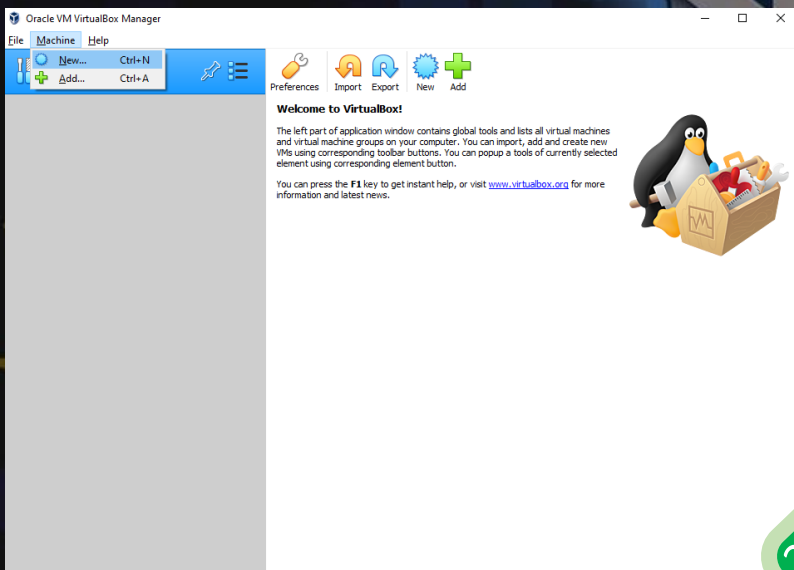 Oracle VM VirtualBox Manager
File Machine Help
New... Ctrl+N
Add... Ctrl+A
Preferences Import Export New Add
Welcome to VirtualBox!
The left part of application window contains global tools and lists all virtual machines
and virtual machine groups on your computer. You can import, add and create new
VMs using corresponding toolbar buttons. You can popup a tools of currently selected
element using corresponding element button.
You can press the F1 key to get instant help, or visit www.virtualbox.org for more
information and latest news.